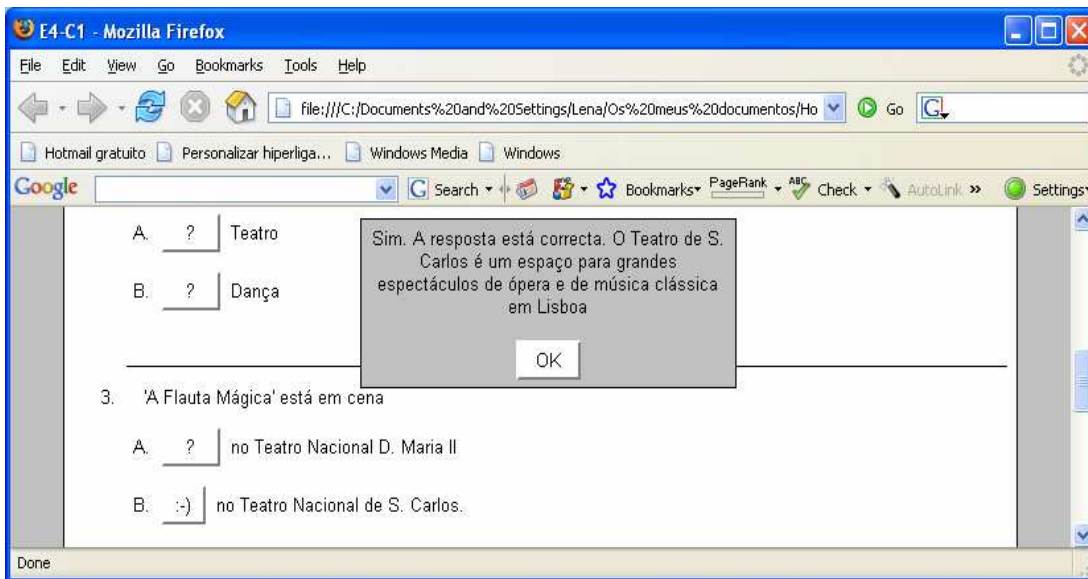 E4-C1 - Mozilla Firefox
File Edit View Go Bookmarks Tools Help
file:///C:/Documents%20and%20Settings/Lena/Os%20meus%20documentos/Ho Go G
Hotmail gratuito Personalizar hiperliga... Windows Media Windows
Google G Search Bookmarks PageRank ABC Check AutoLink » Settings
A. ? Teatro
B. ? Dança
Sim. A resposta está correcta. O Teatro de S.
Carlos é um espaço para grandes
espectáculos de ópera e de música clássica
em Lisboa
OK
3. 'A Flauta Mágica' está em cena
A. ? no Teatro Nacional D. Maria II
B. :-) no Teatro Nacional de S. Carlos.
Done